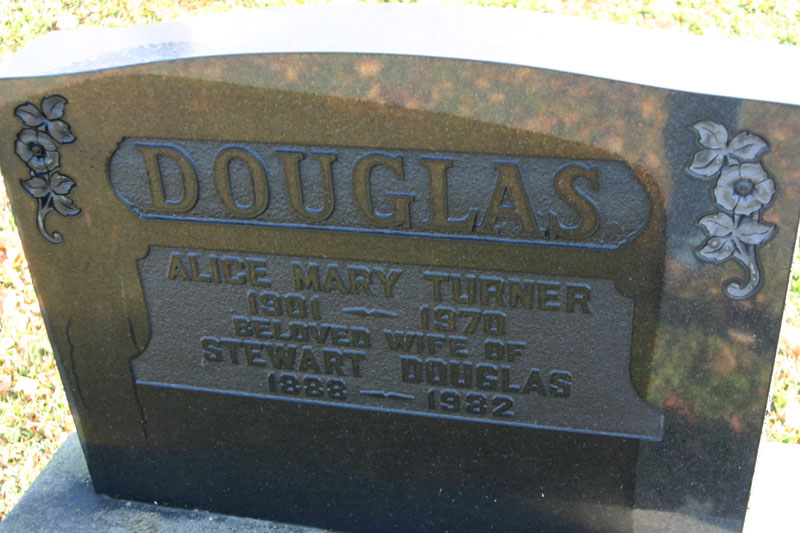 DOUGLAS
ALICE MARY TURNER
1901 — 1970
BELOVED WIFE OF
STEWART DOUGLAS
1888 — 1982